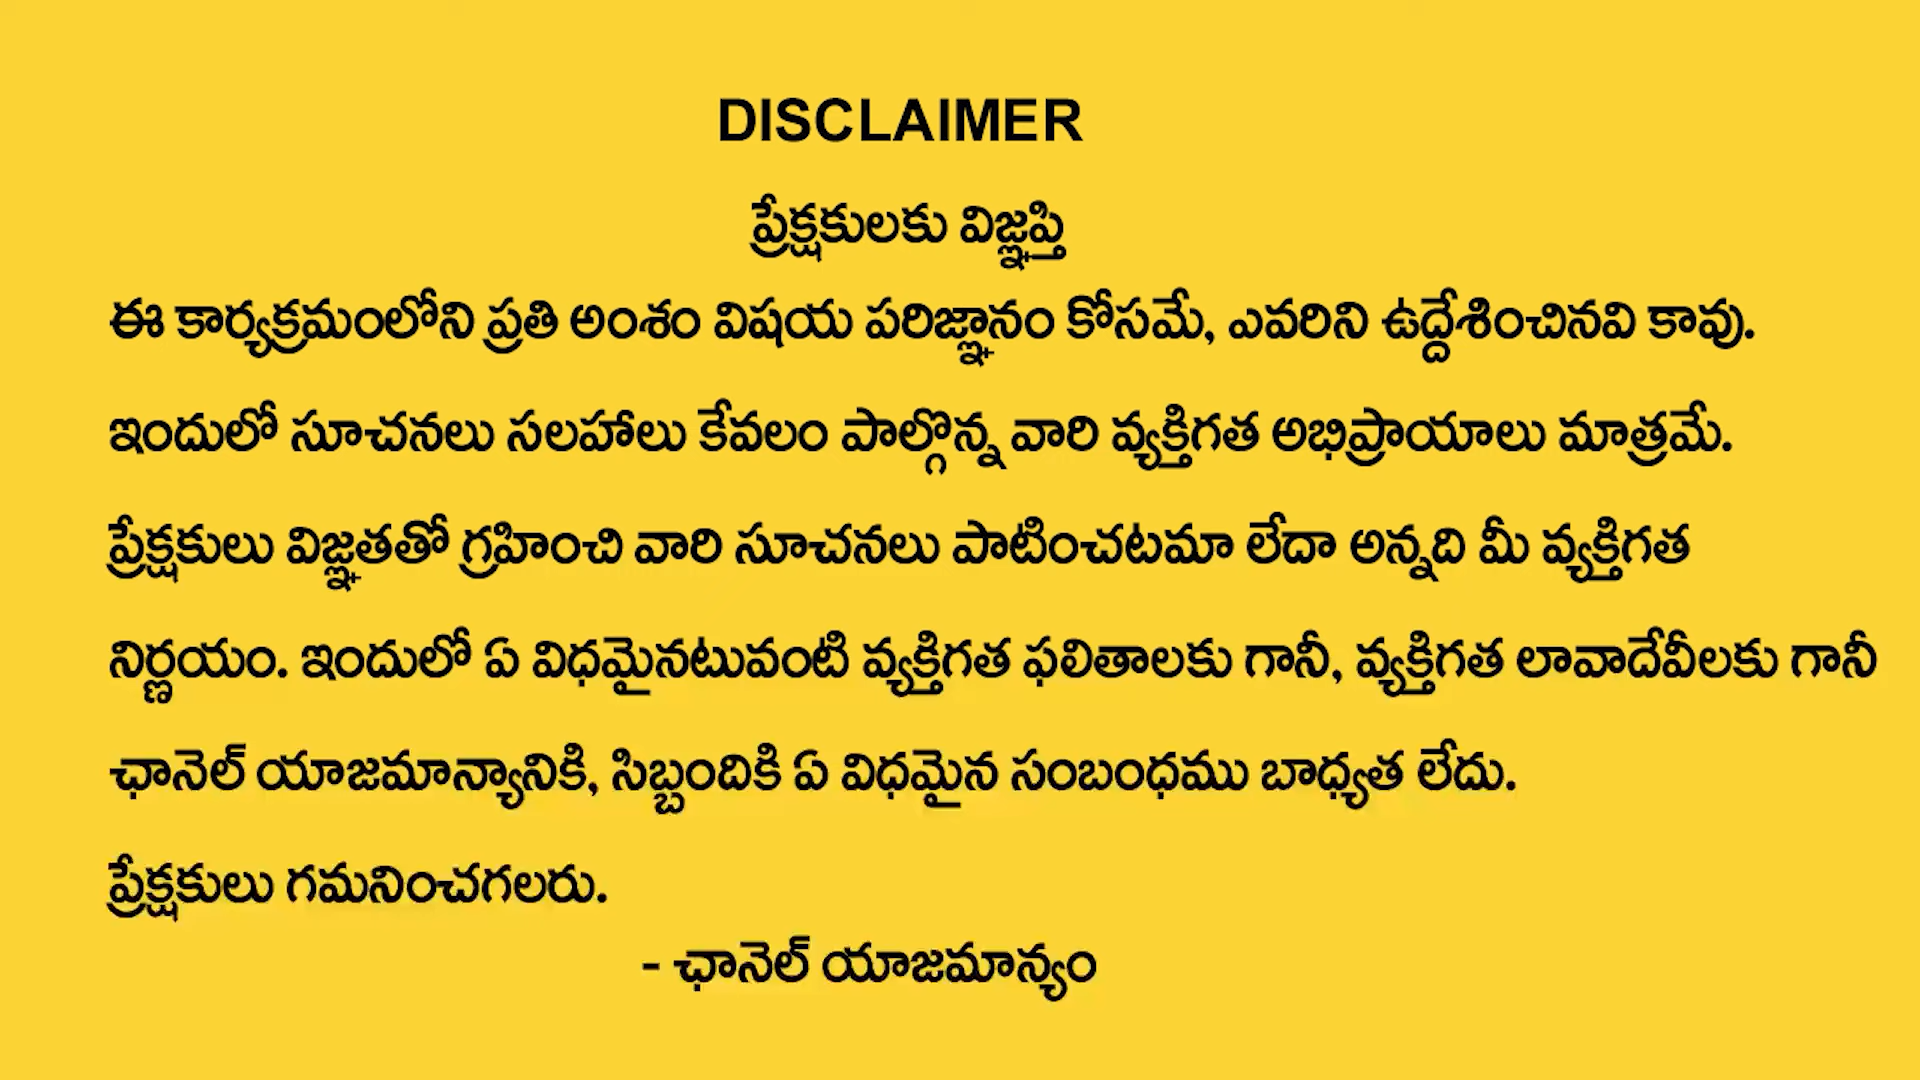 DISCLAIMER
ప్రేక్షకులకు విజ్ఞప్తి
ఈ కార్యక్రమంలోని ప్రతి అంశం విషయ పరిజ్ఞానం కోసమే, ఎవరిని ఉద్దేశించినవి కావు.
ఇందులో సూచనలు సలహాలు కేవలం పాల్గొన్న వారి వ్యక్తిగత అభిప్రాయాలు మాత్రమే.
ప్రేక్షకులు విజ్ఞతతో గ్రహించి వారి సూచనలు పాటించటమా లేదా అన్నది మీ వ్యక్తిగత
నిర్ణయం. ఇందులో ఏ విధమైనటువంటి వ్యక్తిగత ఫలితాలకు గానీ, వ్యక్తిగత లావాదేవీలకు గానీ
ఛానెల్ యాజమాన్యానికి, సిబ్బందికి ఏ విధమైన సంబంధము బాధ్యత లేదు.
ప్రేక్షకులు గమనించగలరు.
- ఛానెల్ యాజమాన్యం